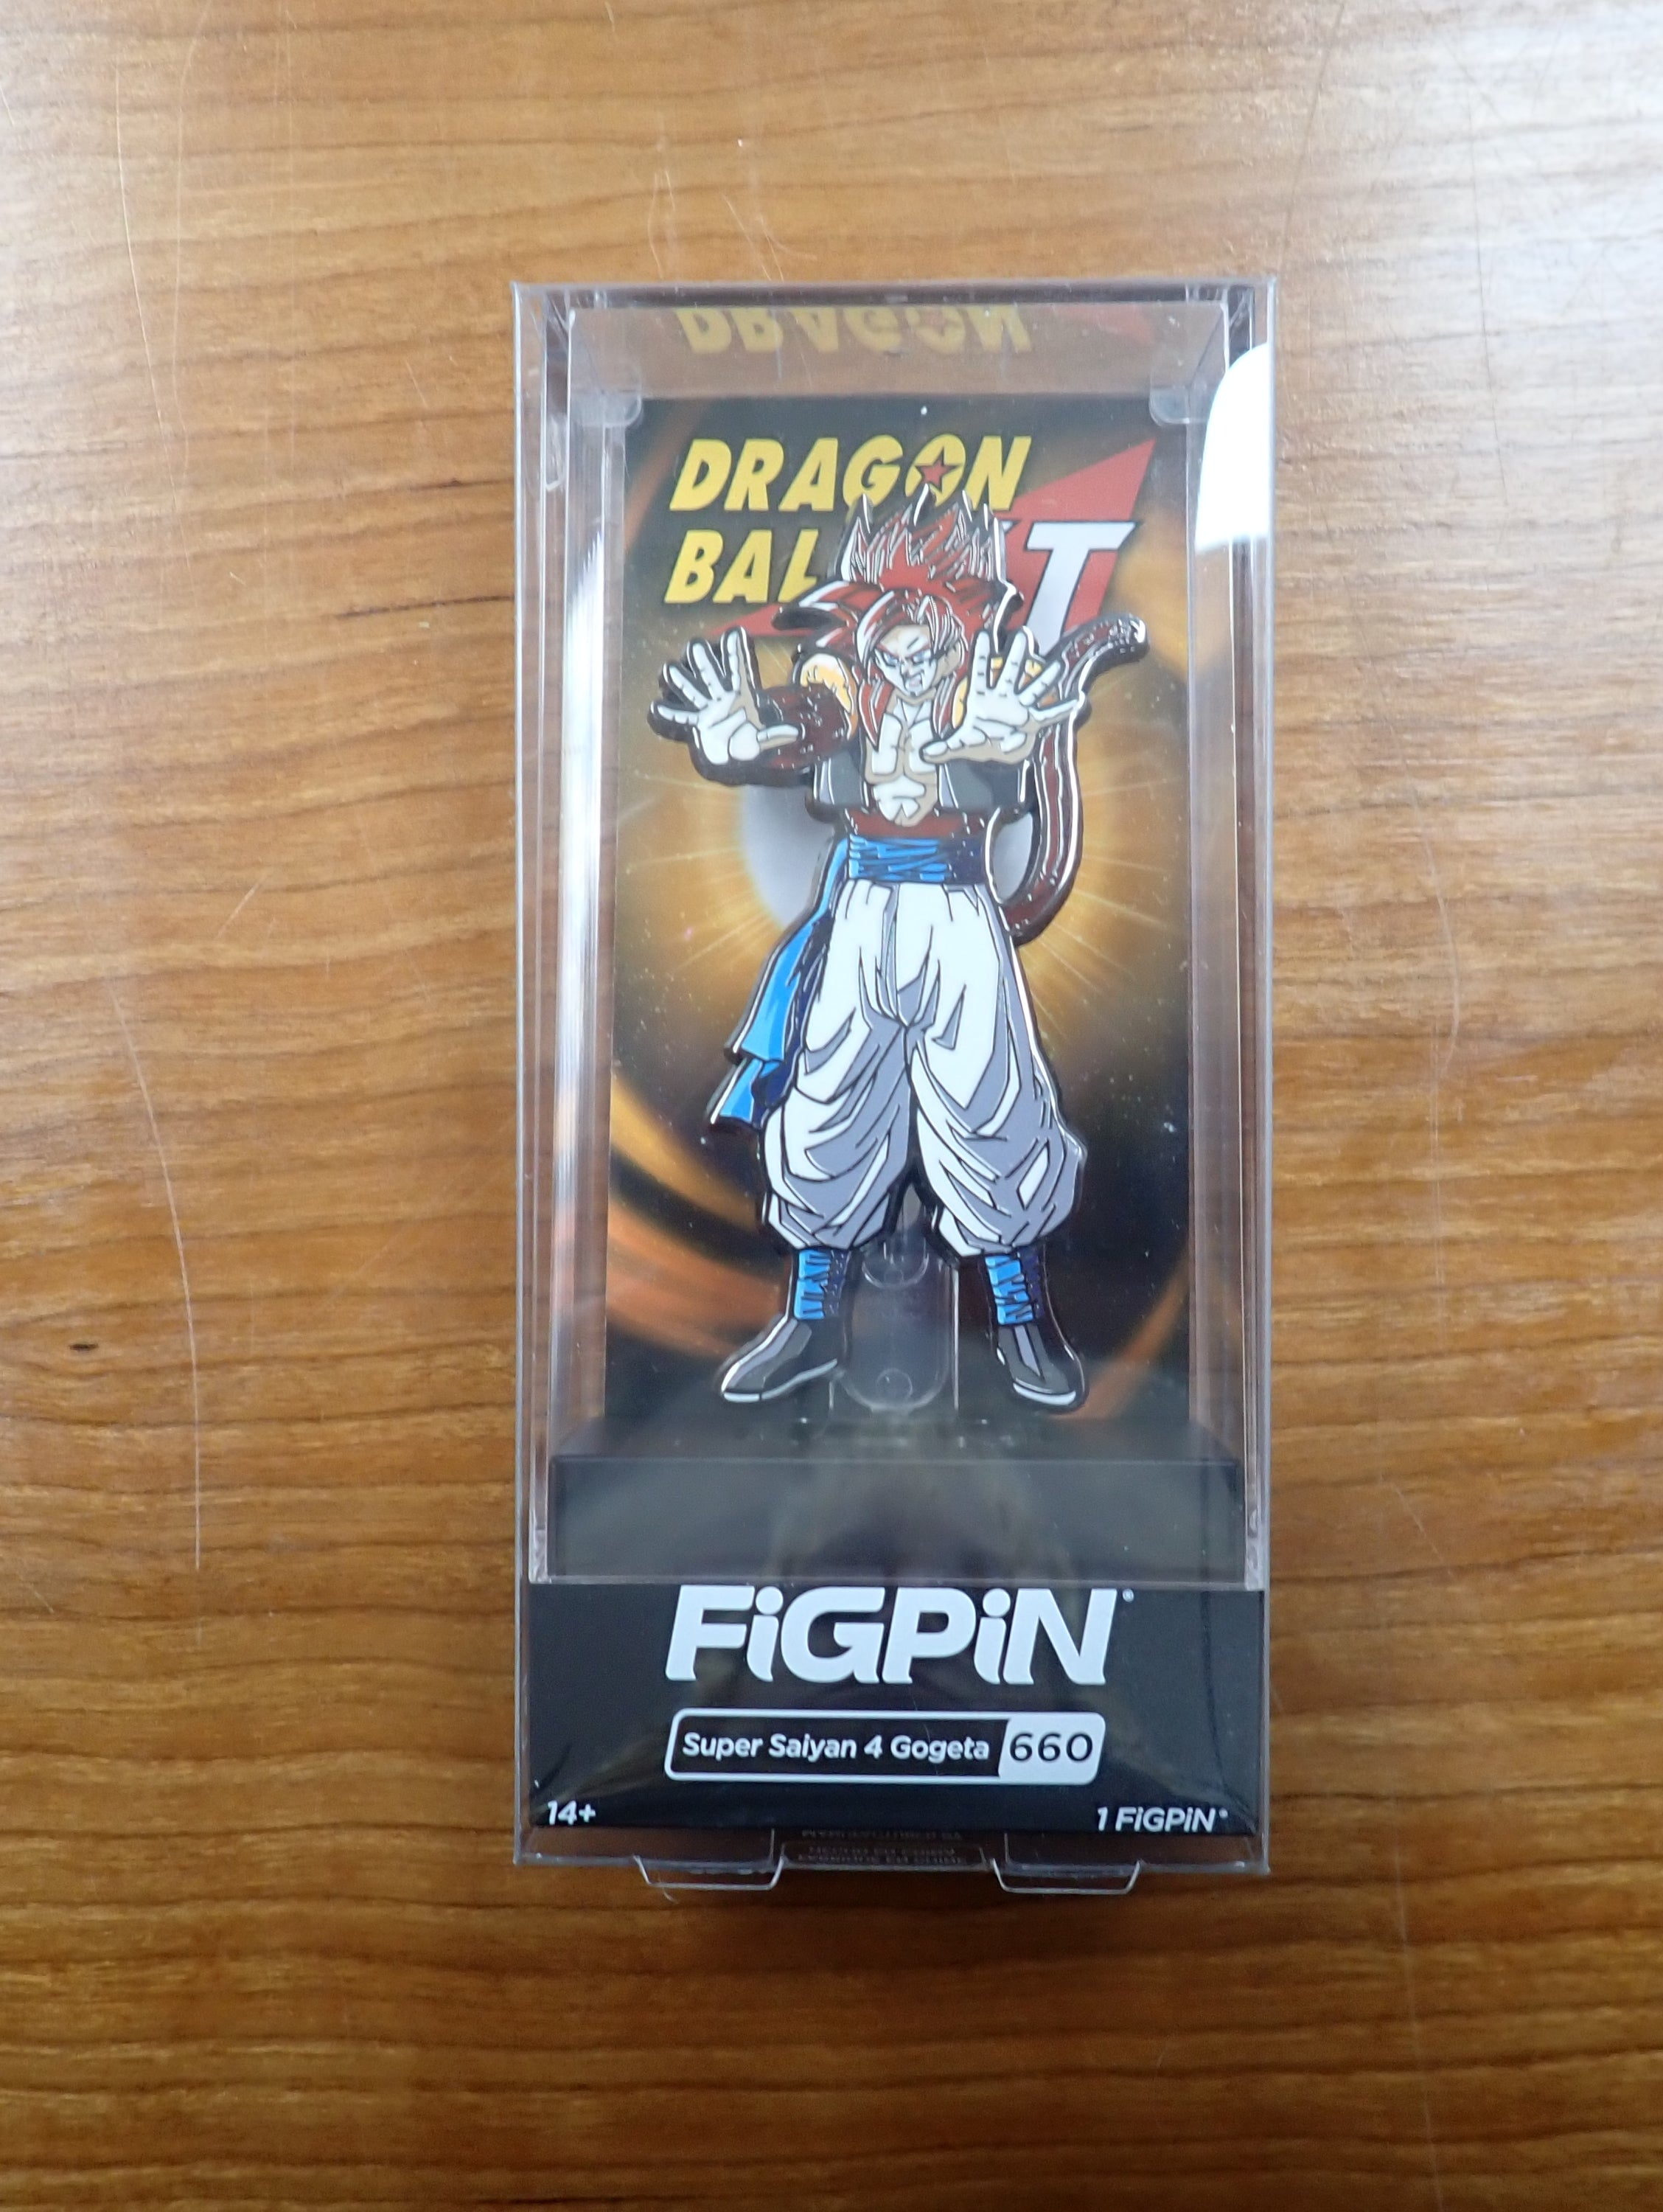 DRAGON
BAL T
FiGPiN®
Super Saiyan 4 Gogeta 660
14+
1 FiGPiN®